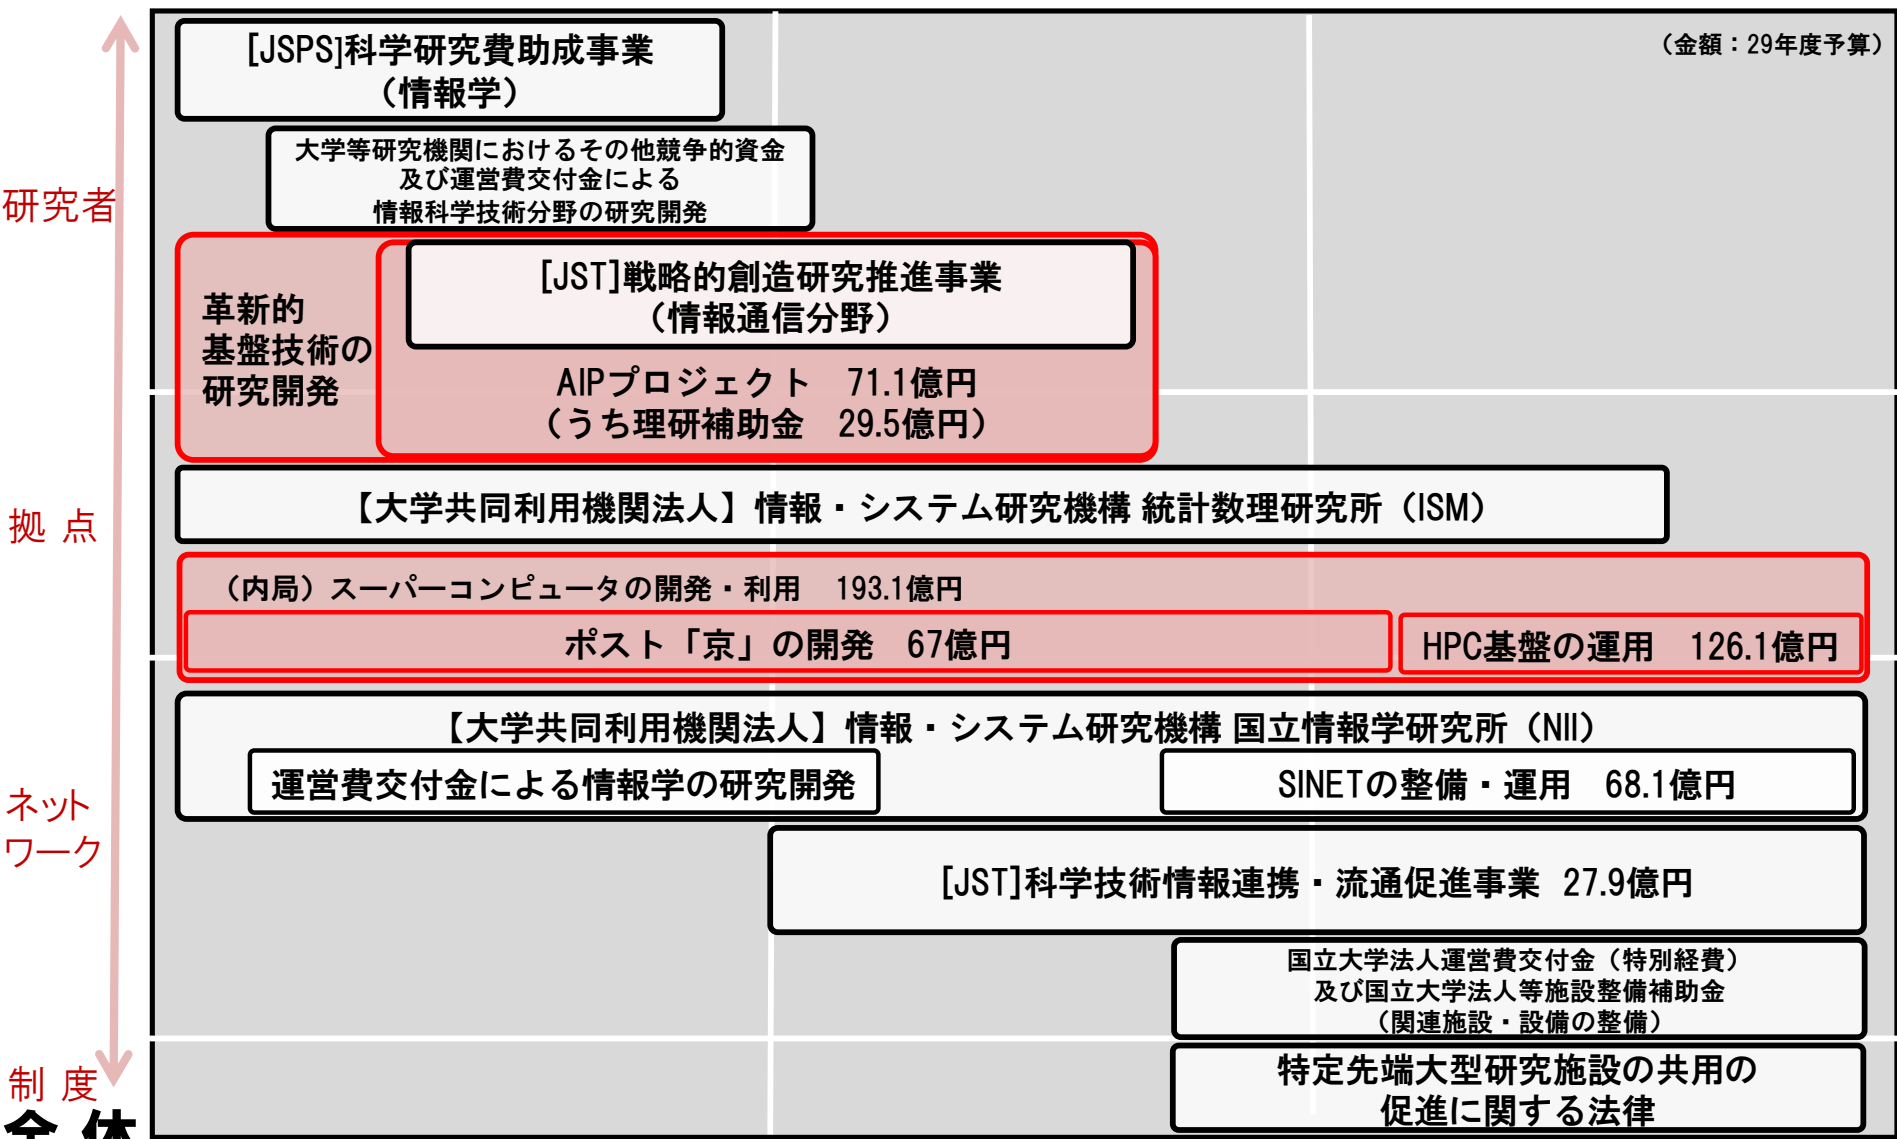 [JSPS]科学研究費助成事業
（情報学）
（金額：29年度予算）
大学等研究機関におけるその他競争的資金
及び運営費交付金による
情報科学技術分野の研究開発
研究者
革新的
基盤技術の
研究開発
[JST]戦略的創造研究推進事業
（情報通信分野）
AIPプロジェクト　71.1億円
（うち理研補助金　29.5億円）
【大学共同利用機関法人】情報・システム研究機構 統計数理研究所（ISM）
拠 点
（内局）スーパーコンピュータの開発・利用　193.1億円
ポスト「京」の開発　67億円
HPC基盤の運用　126.1億円
【大学共同利用機関法人】情報・システム研究機構 国立情報学研究所（NII）
運営費交付金による情報学の研究開発
SINETの整備・運用　68.1億円
ネット
ワーク
[JST]科学技術情報連携・流通促進事業 27.9億円
国立大学法人運営費交付金（特別経費）
及び国立大学法人等施設整備補助金
（関連施設・設備の整備）
制 度
特定先端大型研究施設の共用の
促進に関する法律
全 体